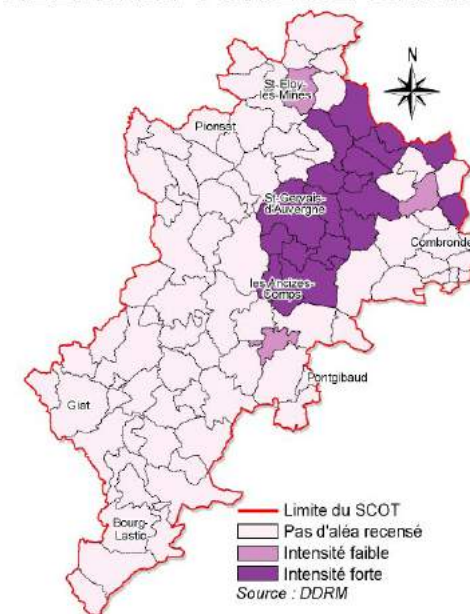 N
St-Eloy-
les-Mines
Pionsat
St-Gervais-
d'Auvergne
Combronde
les Ancizes-
Comps
Pontgibaud
Giat
Bourg-
Lastic
Limite du SCOT
Pas d'aléa recensé
Intensité faible
Intensité forte
Source : DDRM